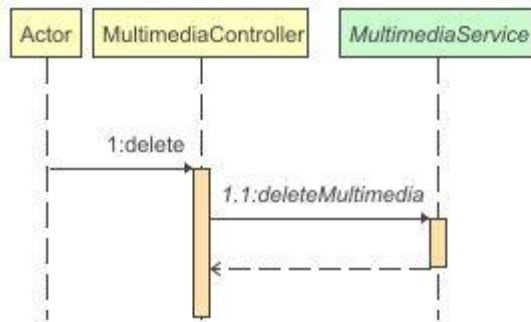 Actor
MultimediaController
MultimediaService
1:delete
1.1:deleteMultimedia